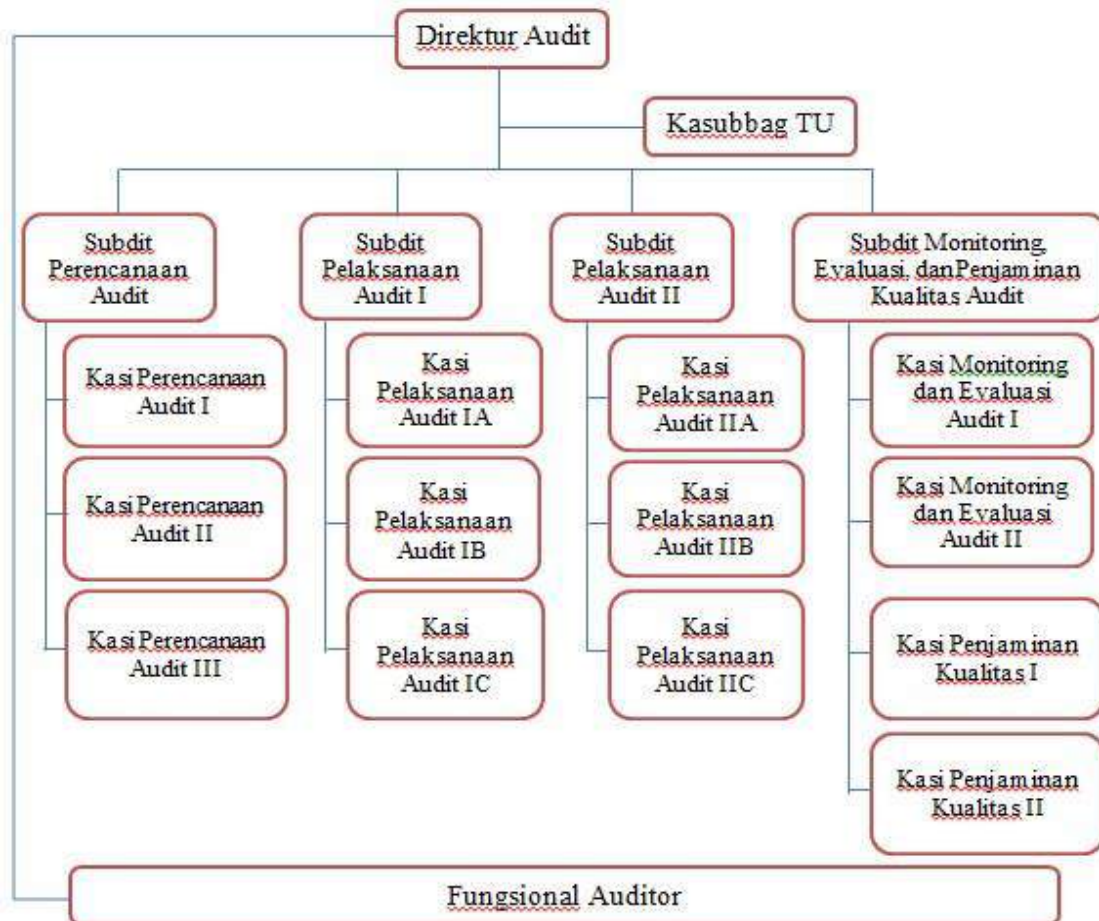 Direktur Audit
Kasubbag TU
Subdit
Perencanaan
Audit
Subdit
Pelaksanaan
Audit I
Subdit
Pelaksanaan
Audit II
Subdit Monitoring,
Evaluasi, dan Penjaminan
Kualitas Audit
Kasi Perencanaan
Audit I
Kasi Perencanaan
Audit II
Kasi Perencanaan
Audit III
Kasi
Pelaksanaan
Audit IA
Kasi
Pelaksanaan
Audit IB
Kasi
Pelaksanaan
Audit IC
Kasi
Pelaksanaan
Audit IIA
Kasi
Pelaksanaan
Audit IIB
Kasi
Pelaksanaan
Audit IIC
Kasi Monitoring
dan Evaluasi
Audit I
Kasi Monitoring
dan Evaluasi
Audit II
Kasi Penjaminan
Kualitas I
Kasi Penjaminan
Kualitas II
Fungsional Auditor